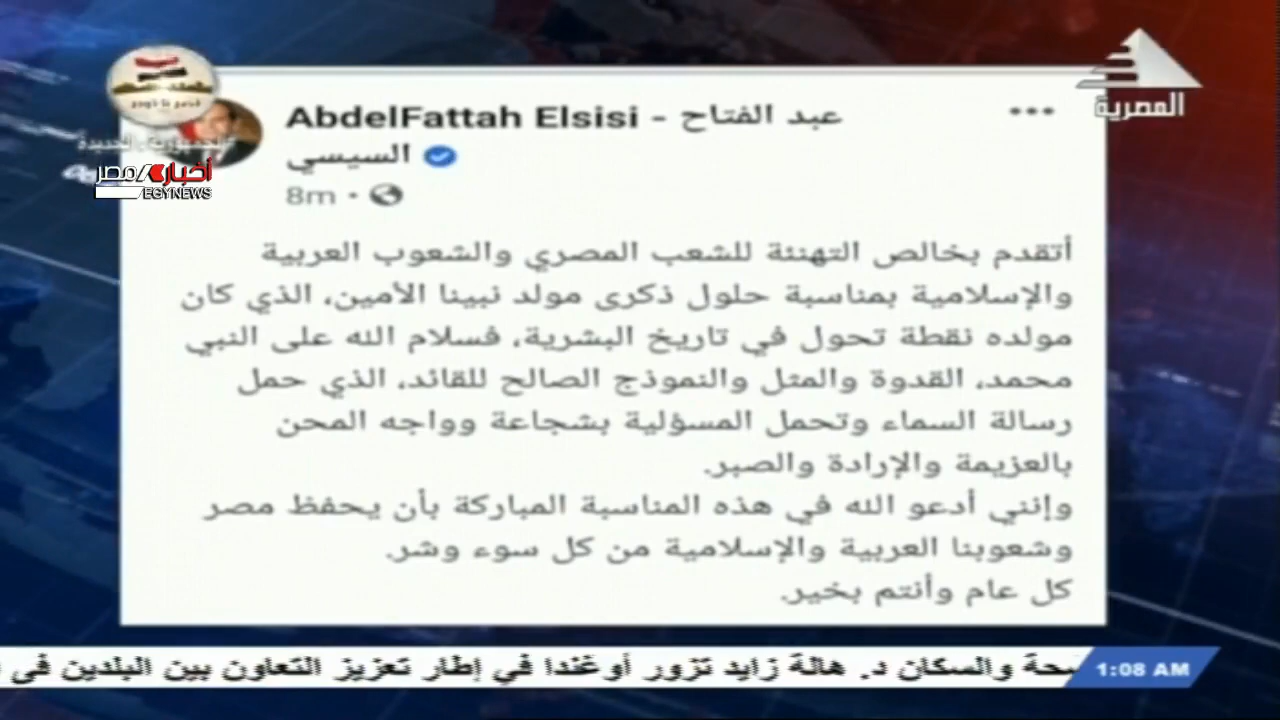 المصرية
AbdelFattah Elsisi - عبد الفتاح
السيسي
8m
أخبار مصر
EGYNEWS
أتقدم بخالص التهنئة للشعب المصري والشعوب العربية
والإسلامية بمناسبة حلول ذكرى مولد نبينا الأمين، الذي كان
مولده نقطة تحول في تاريخ البشرية، فسلام الله على النبي
محمد، القدوة والمثل والنموذج الصالح للقائد، الذي حمل
رسالة السماء وتحمل المسؤلية بشجاعة وواجه المحن
بالعزيمة والإرادة والصبر.
وإنني أدعو الله في هذه المناسبة المباركة بأن يحفظ مصر
وشعوبنا العربية والإسلامية من كل سوء وشر.
كل عام وأنتم بخير.
والسكان د. هالة زايد تزور أوغندا في إطار تعزيز التعاون بين البلدين فى
1:08 AM